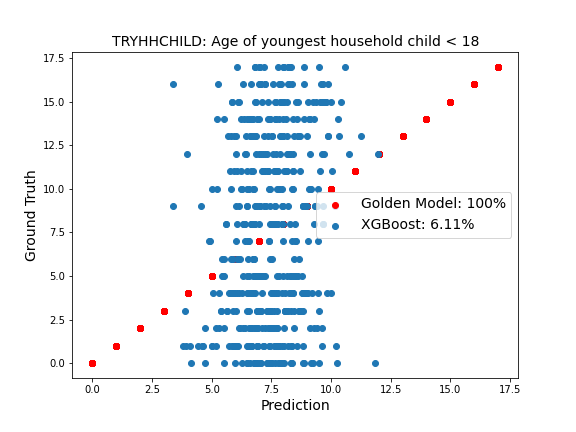 TRYHHCHILD: Age of youngest household child < 18
17.5
15.0
12.5
10.0
7.5
5.0
2.5
0.0
Ground Truth
Golden Model: 100%
XGBoost: 6.11%
0.0 2.5 5.0 7.5 10.0 12.5 15.0 17.5
Prediction